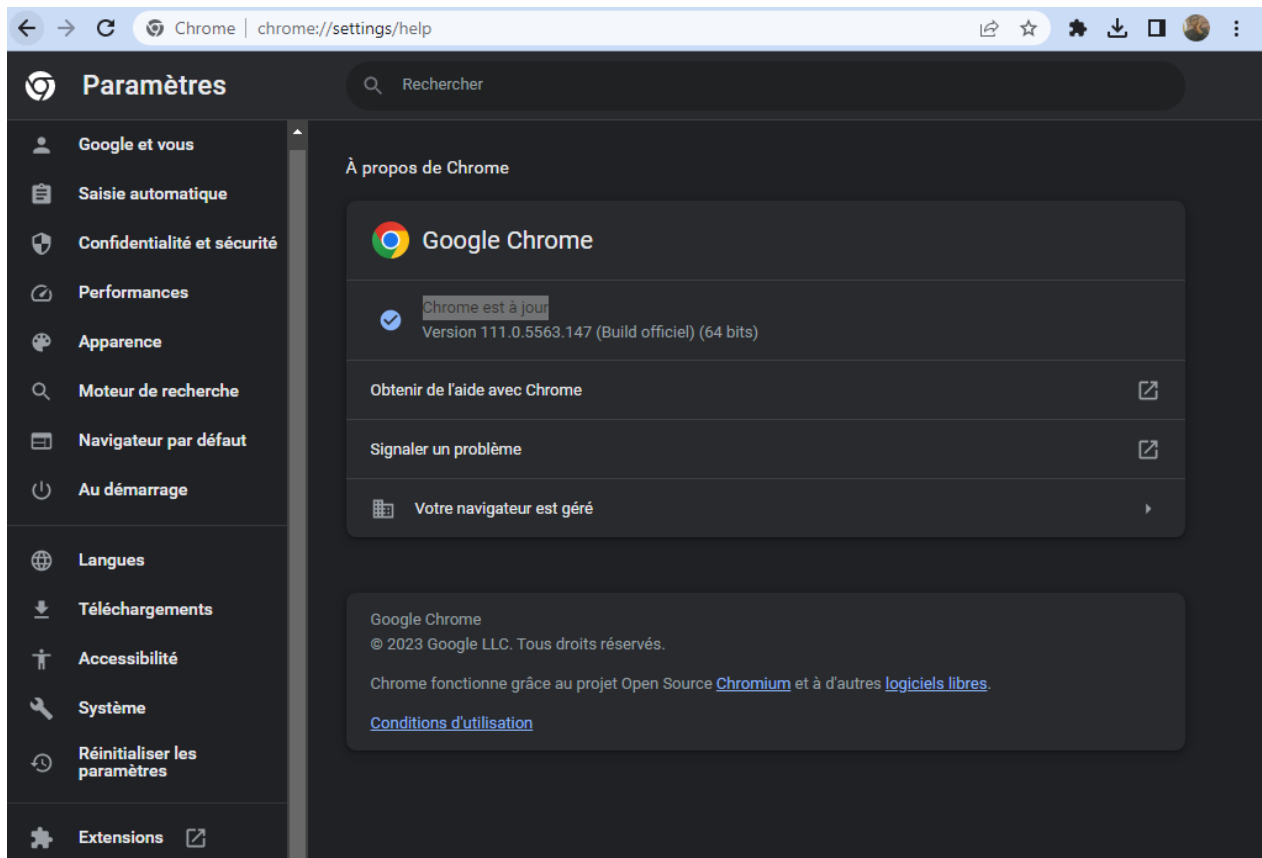 Chrome | chrome://settings/help
Paramètres
Rechercher
Google et vous
Saisie automatique
Confidentialité et sécurité
Performances
Apparence
Moteur de recherche
Navigateur par défaut
Au démarrage
Langues
Téléchargements
Accessibilité
Système
Réinitialiser les
paramètres
Extensions
À propos de Chrome
Google Chrome
Chrome est à jour
Version 111.0.5563.147 (Build officiel) (64 bits)
Obtenir de l'aide avec Chrome
Signaler un problème
Votre navigateur est géré
Google Chrome
© 2023 Google LLC. Tous droits réservés.
Chrome fonctionne grâce au projet Open Source Chromium et à d'autres logiciels libres.
Conditions d'utilisation